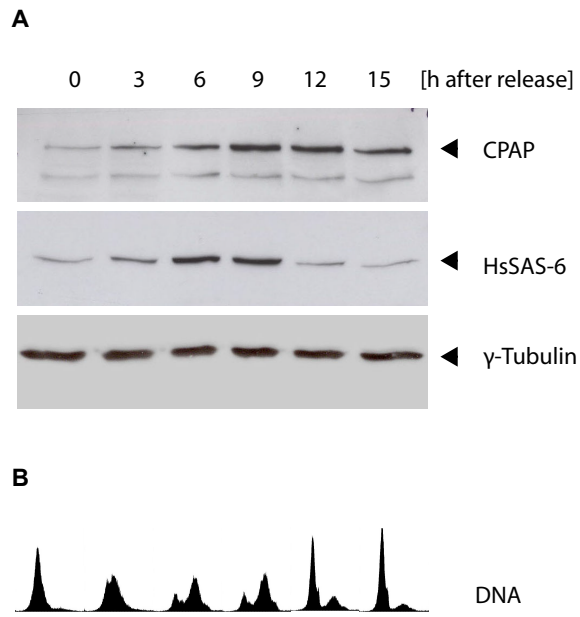 A
0 3 6 9 12 15 [h after release]
CPAP
HsSAS-6
γ-Tubulin
B
DNA